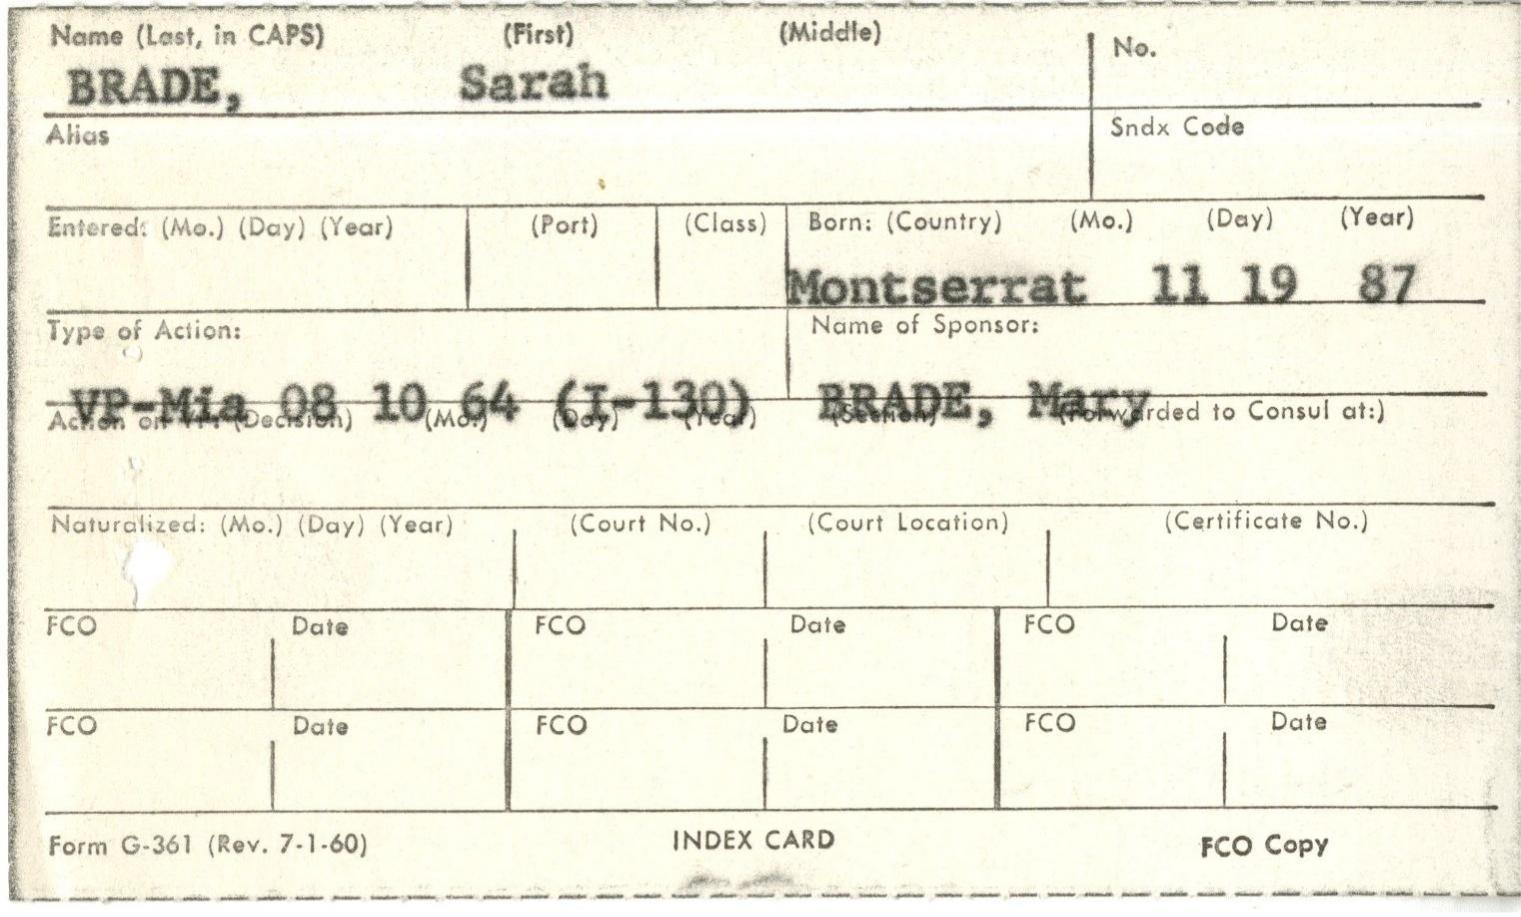 Name (Last, in CAPS) (First) (Middle) No.
BRADE, Sarah
Alias Sndx Code
Entered: (Mo.) (Day) (Year) (Port) (Class) Born: (Country) (Mo.) (Day) (Year)
Montserrat 11 19 87
Type of Action: Name of Sponsor:
VP-Mia 08 10 64 (I-130) BRADE, Mary
Action on (Decision) (Mo.) (Day) (Year) (Section) (Forwarded to Consul at:)
Naturalized: (Mo.) (Day) (Year) (Court No.) (Court Location) (Certificate No.)
FCO Date FCO Date FCO Date
FCO Date FCO Date FCO Date
Form G-361 (Rev. 7-1-60) INDEX CARD FCO Copy